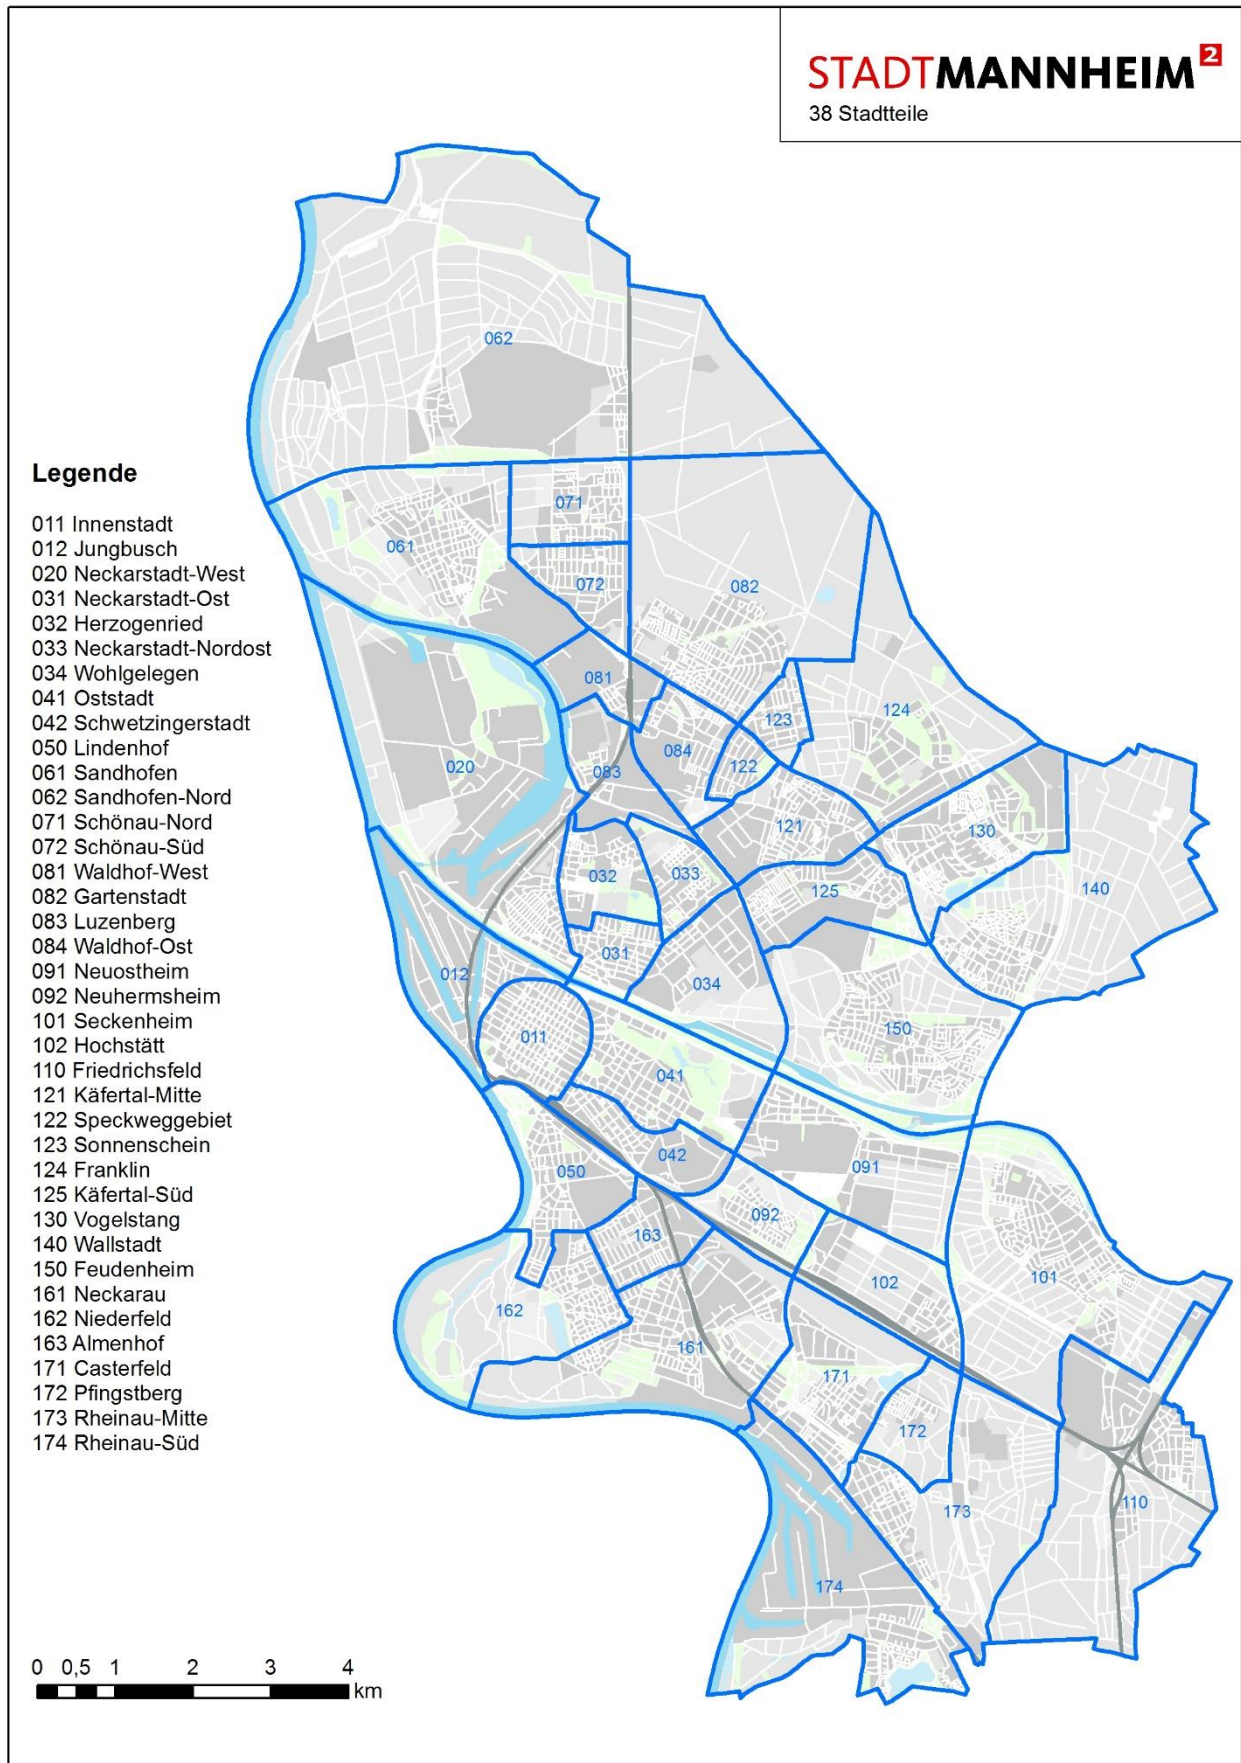 STADTMANNHEIM²
38 Stadtteile
Legende
011 Innenstadt
012 Jungbusch
020 Neckarstadt-West
031 Neckarstadt-Ost
032 Herzogenried
033 Neckarstadt-Nordost
034 Wohlgelegen
041 Oststadt
042 Schwetzingerstadt
050 Lindenhof
061 Sandhofen
062 Sandhofen-Nord
071 Schönau-Nord
072 Schönau-Süd
081 Waldhof-West
082 Gartenstadt
083 Luzenberg
084 Waldhof-Ost
091 Neuostheim
092 Neuhermsheim
101 Seckenheim
102 Hochstätt
110 Friedrichsfeld
121 Käfertal-Mitte
122 Speckweggebiet
123 Sonnenschein
124 Franklin
125 Käfertal-Süd
130 Vogelstang
140 Wallstadt
150 Feudenheim
161 Neckarau
162 Niederfeld
163 Almenhof
171 Casterfeld
172 Pfingstberg
173 Rheinau-Mitte
174 Rheinau-Süd
062
071
061
072
082
081
124
123
084
122
083
020
121
130
032
033
125
140
031
012
034
150
011
041
042
091
050
092
163
102
101
162
161
171
172
173
110
174
0 0,5 1 2 3 4
km